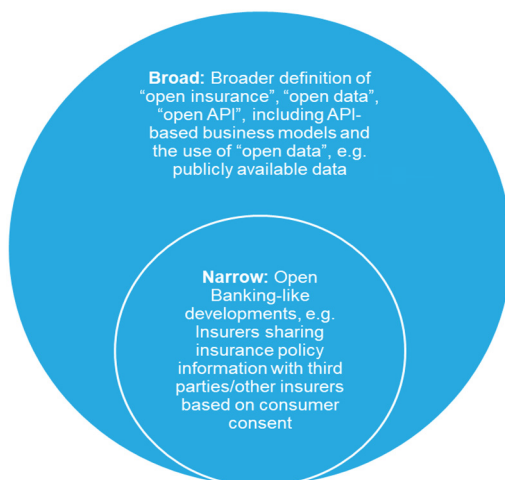 Broad: Broader definition of
“open insurance”, “open data”,
“open API”, including API-
based business models and
the use of “open data”, e.g.
publicly available data
Narrow: Open
Banking-like
developments, e.g.
Insurers sharing
insurance policy
information with third
parties/other insurers
based on consumer
consent